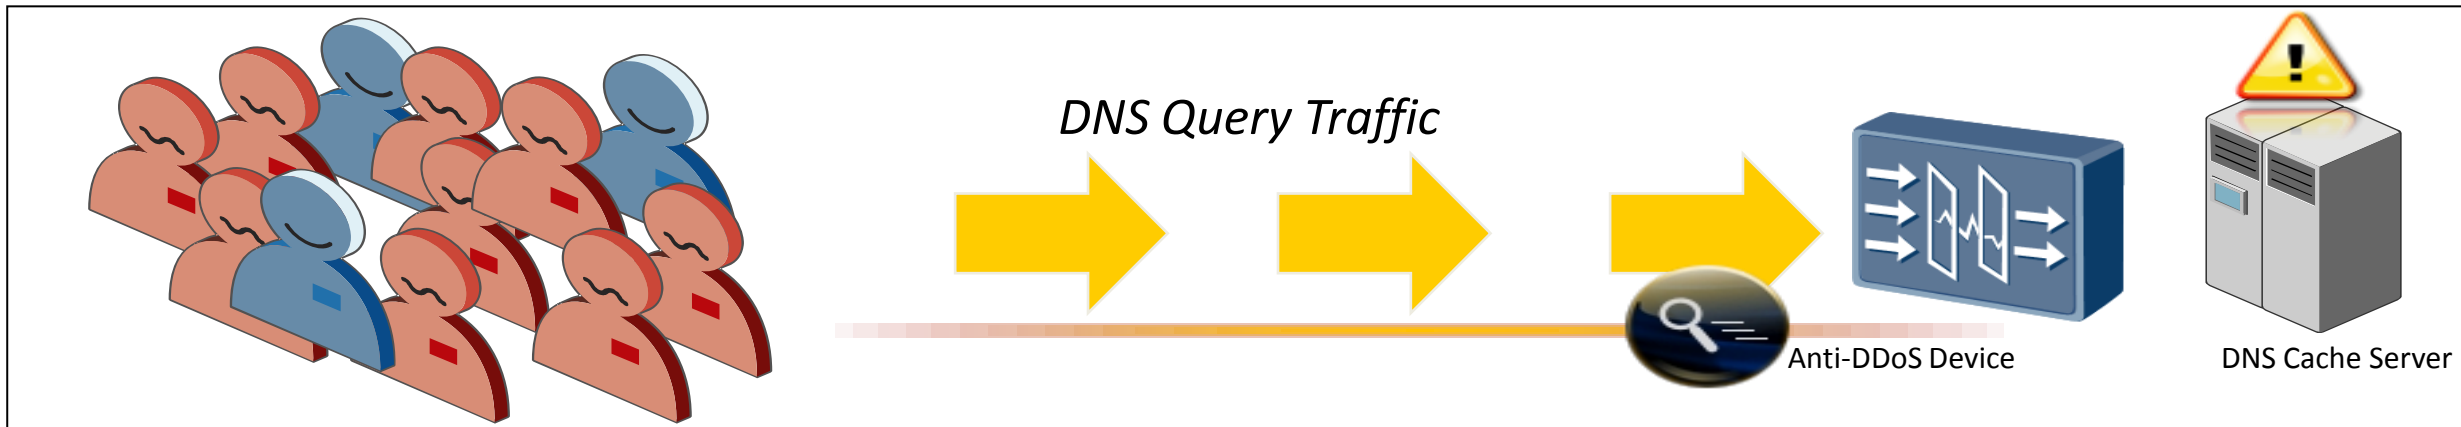 DNS Query Traffic
Anti-DDoS Device
DNS Cache Server